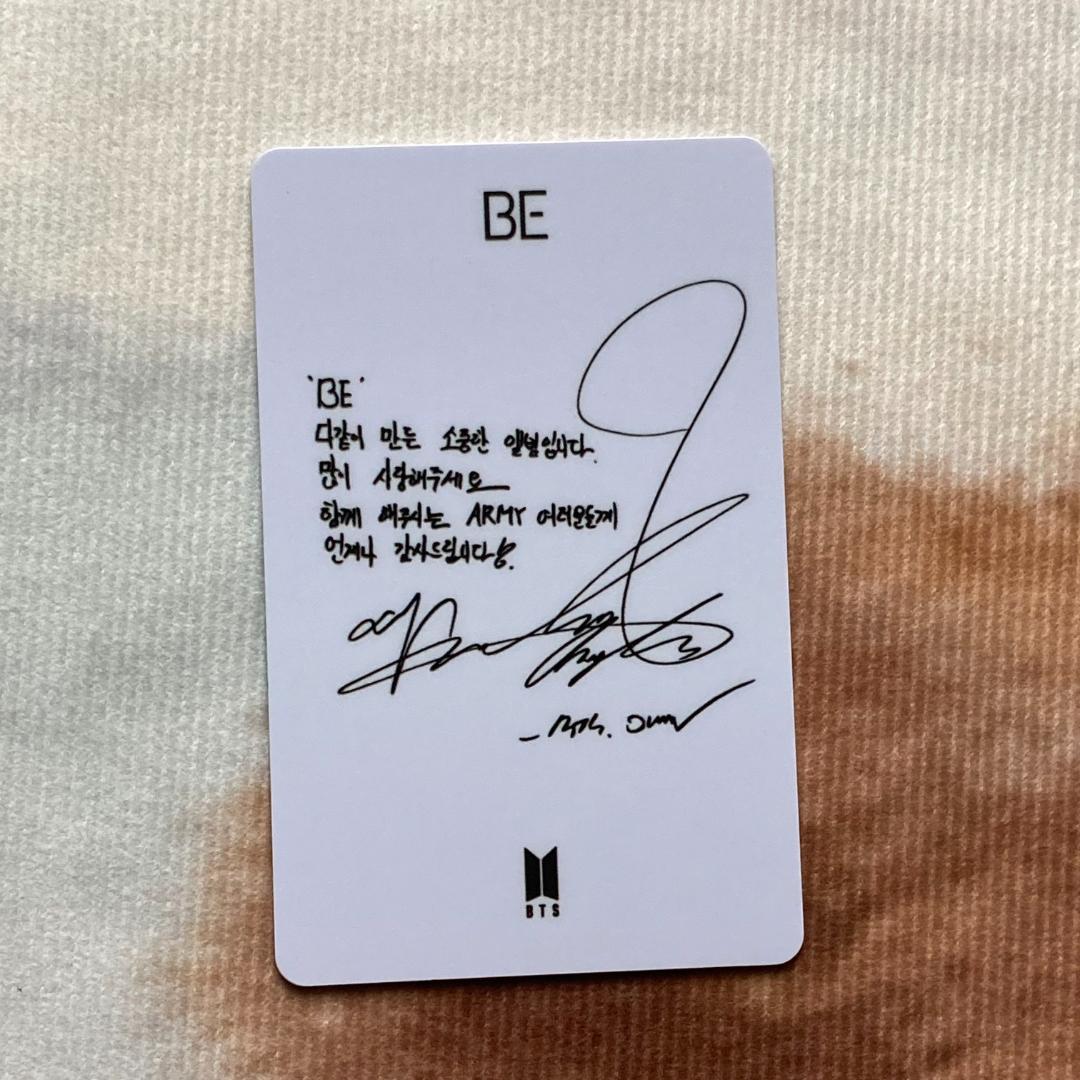 BE
'BE'
다같이 만든 소중한 앨범입니다.
많이 사랑해주세요
함께 해주시는 ARMY 여러분들께
언제나 감사드립니다
BTS